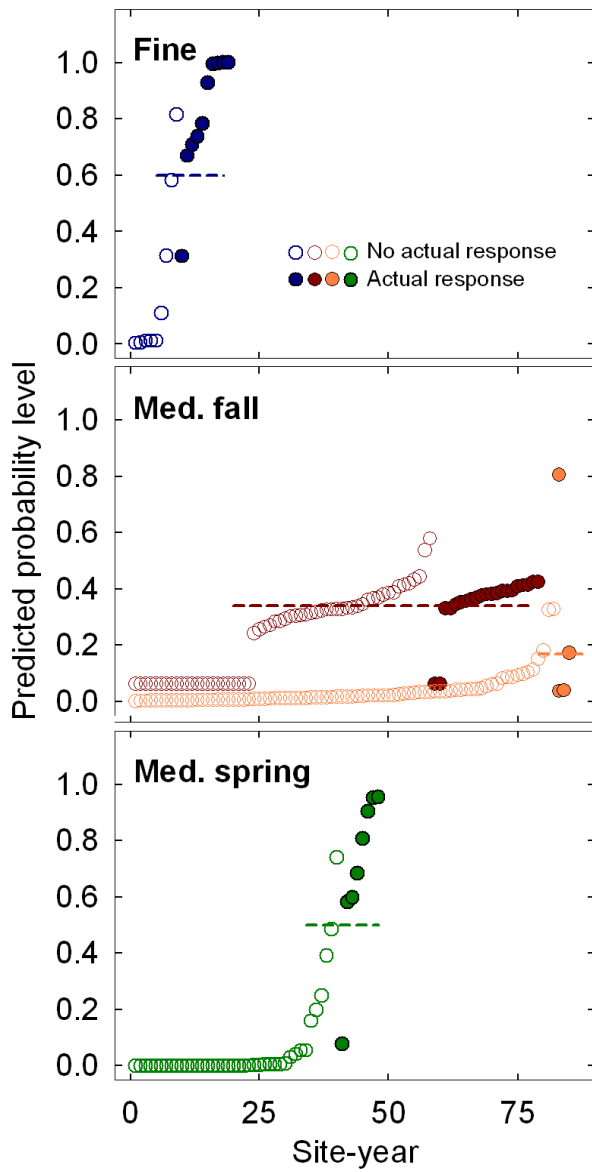 Fine
1.0
0.8
0.6
0.4
0.2
0.0
No actual response
Actual response
Predicted probability level
Med. fall
1.0
0.8
0.6
0.4
0.2
0.0
Med. spring
1.0
0.8
0.6
0.4
0.2
0.0
0 25 50 75
Site-year